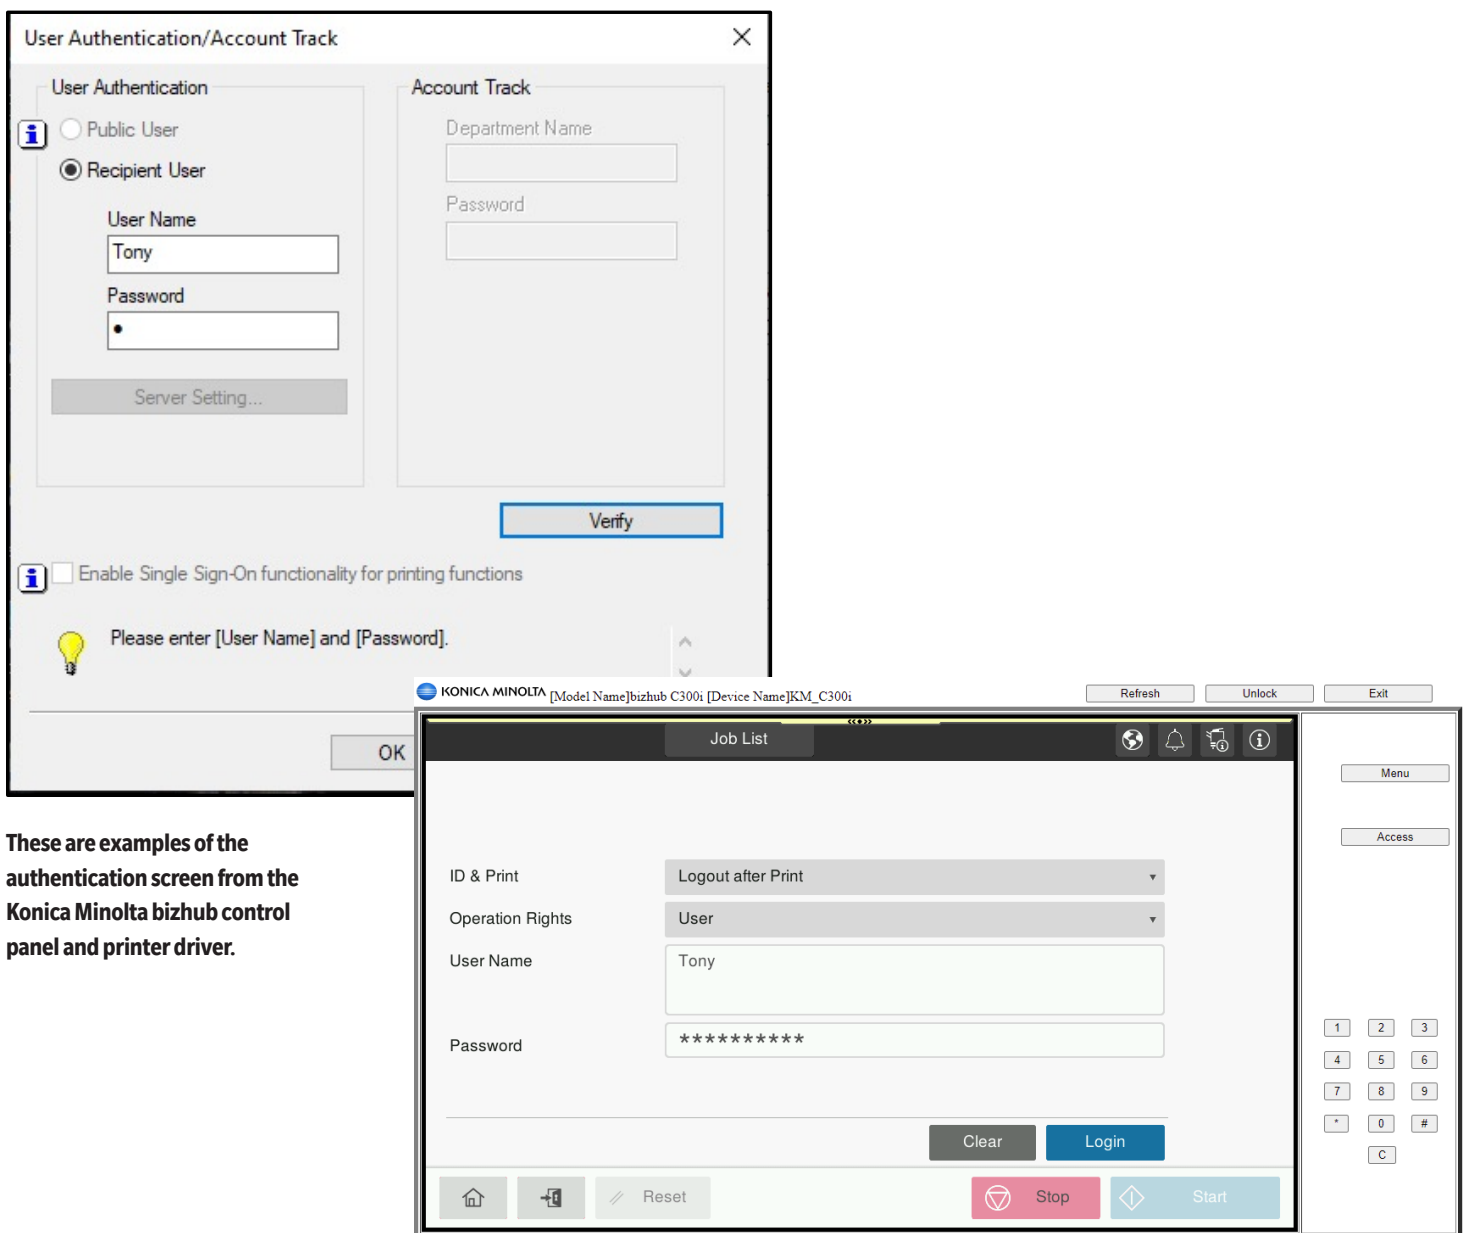 User Authentication/Account Track
User Authentication
Public User
Recipient User
User Name
Tony
Password
•
Server Setting...
Account Track
Department Name
Password
Verify
Enable Single Sign-On functionality for printing functions
Please enter [User Name] and [Password].
OK
These are examples of the
authentication screen from the
Konica Minolta bizhub control
panel and printer driver.
KONICA MINOLTA [Model Name]bizhub C300i [Device Name]KM_C300i
Refresh
Unlock
Exit
Job List
Menu
Access
ID & Print
Logout after Print
Operation Rights
User
User Name
Tony
Password
**********
Clear
Login
Reset
Stop
Start
1 2 3
4 5 6
7 8 9
* 0 #
C